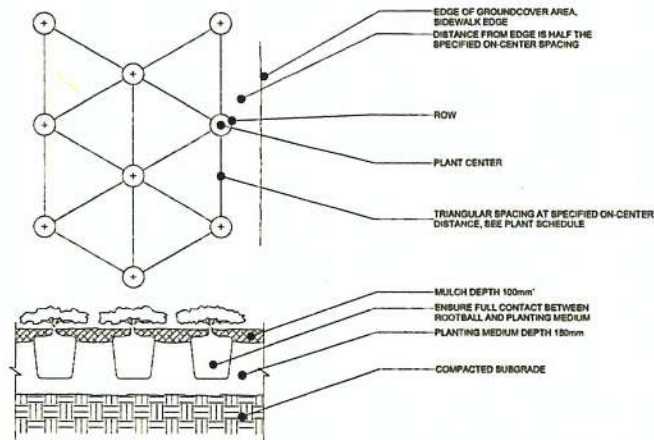 EDGE OF GROUNDCOVER AREA,
SIDEWALK EDGE
DISTANCE FROM EDGE IS HALF THE
SPECIFIED ON-CENTER SPACING
ROW
PLANT CENTER
TRIANGULAR SPACING AT SPECIFIED ON-CENTER
DISTANCE, SEE PLANT SCHEDULE
MULCH DEPTH 100mm
ENSURE FULL CONTACT BETWEEN
ROOTBALL AND PLANTING MEDIUM
PLANTING MEDIUM DEPTH 150mm
COMPACTED SUBGRADE